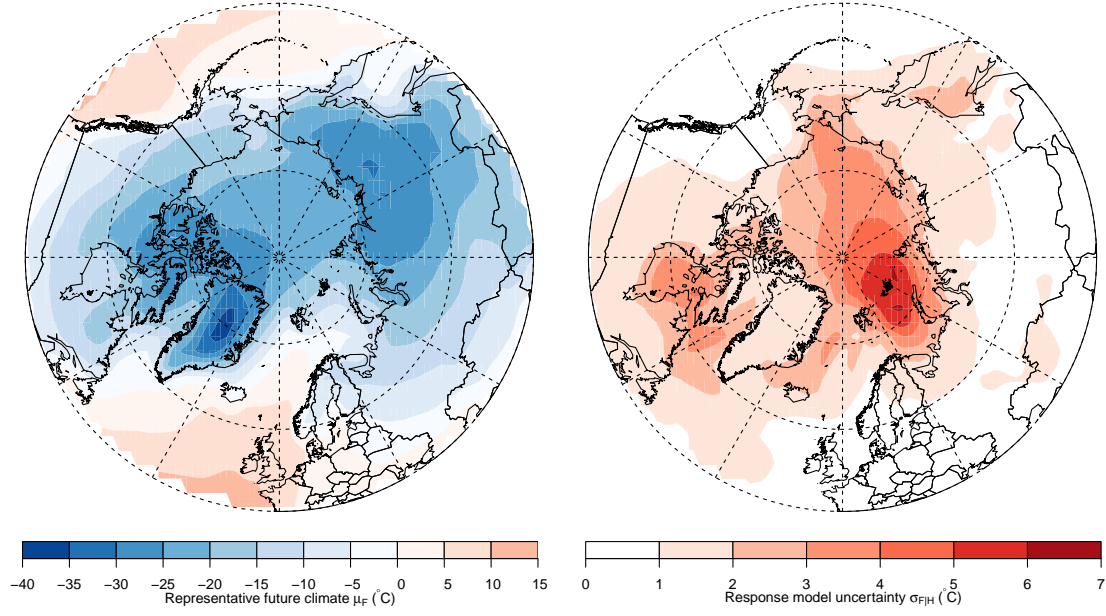 −40 −35 −30 −25 −20 −15 −10 −5 0 5 10 15
Representative future climate μF (°C)
0 1 2 3 4 5 6 7
Response model uncertainty σF|H (°C)